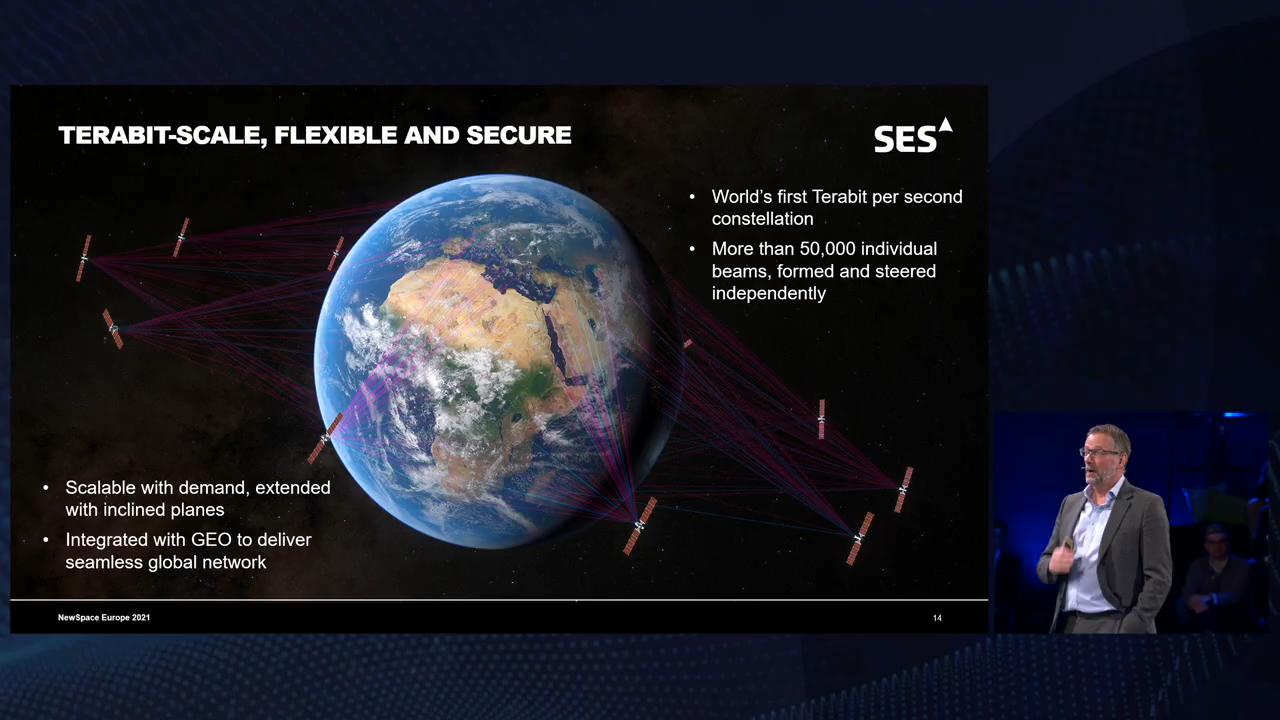 TERABIT-SCALE, FLEXIBLE AND SECURE
SES
• World's first Terabit per second
constellation
• More than 50,000 individual
beams, formed and steered
independently
• Scalable with demand, extended
with inclined planes
• Integrated with GEO to deliver
seamless global network
NewSpace Europe 2021
14